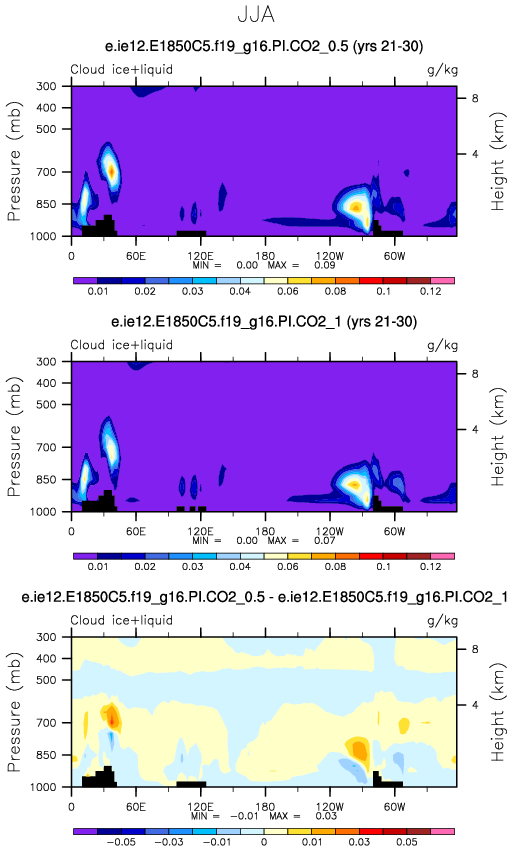 JJA
e.ie12.E1850C5.f19_g16.PI.CO2_0.5 (yrs 21-30)
Cloud ice+liquid g/kg
Pressure (mb)
300
400
500
700
850
1000
8
4
Height (km)
0 60E 120E 180 120W 60W
MIN = 0.00 MAX = 0.09
0.01 0.02 0.03 0.04 0.06 0.08 0.1 0.12
e.ie12.E1850C5.f19_g16.PI.CO2_1 (yrs 21-30)
Cloud ice+liquid g/kg
Pressure (mb)
300
400
500
700
850
1000
8
4
Height (km)
0 60E 120E 180 120W 60W
MIN = 0.00 MAX = 0.07
0.01 0.02 0.03 0.04 0.06 0.08 0.1 0.12
e.ie12.E1850C5.f19_g16.PI.CO2_0.5 - e.ie12.E1850C5.f19_g16.PI.CO2_1
Cloud ice+liquid g/kg
Pressure (mb)
300
400
500
700
850
1000
8
4
Height (km)
0 60E 120E 180 120W 60W
MIN = -0.01 MAX = 0.03
-0.05 -0.03 -0.01 0 0.01 0.03 0.05